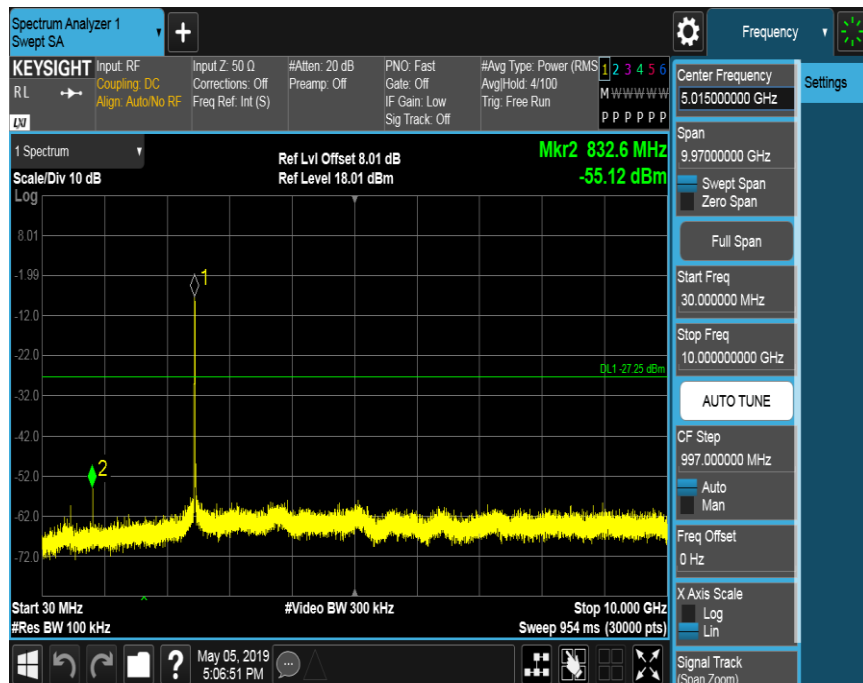 Spectrum Analyzer 1
Swept SA
+
Frequency
KEYSIGHT
RL
LXI
Input: RF
Coupling: DC
Align: Auto/No RF
Input Z: 50 Ω
Corrections: Off
Freq Ref: Int (S)
#Atten: 20 dB
Preamp: Off
PNO: Fast
Gate: Off
IF Gain: Low
Sig Track: Off
#Avg Type: Power (RMS
Avg|Hold: 4/100
Trig: Free Run
1 2 3 4 5 6
M W W W W W
P P P P P P
1 Spectrum
Scale/Div 10 dB
Log
Ref Lvl Offset 8.01 dB
Ref Level 18.01 dBm
Mkr2 832.6 MHz
-55.12 dBm
8.01
-1.99
-12.0
-22.0
-32.0
-42.0
-52.0
-62.0
-72.0
1
DL1 -27.25 dBm
2
Start 30 MHz
#Res BW 100 kHz
#Video BW 300 kHz
Stop 10.000 GHz
Sweep 954 ms (30000 pts)
?
May 05, 2019
5:06:51 PM
Center Frequency
5.015000000 GHz
Settings
Span
9.97000000 GHz
Swept Span
Zero Span
Full Span
Start Freq
30.000000 MHz
Stop Freq
10.000000000 GHz
AUTO TUNE
CF Step
997.000000 MHz
Auto
Man
Freq Offset
0 Hz
X Axis Scale
Log
Lin
Signal Track
(Span Zoom)